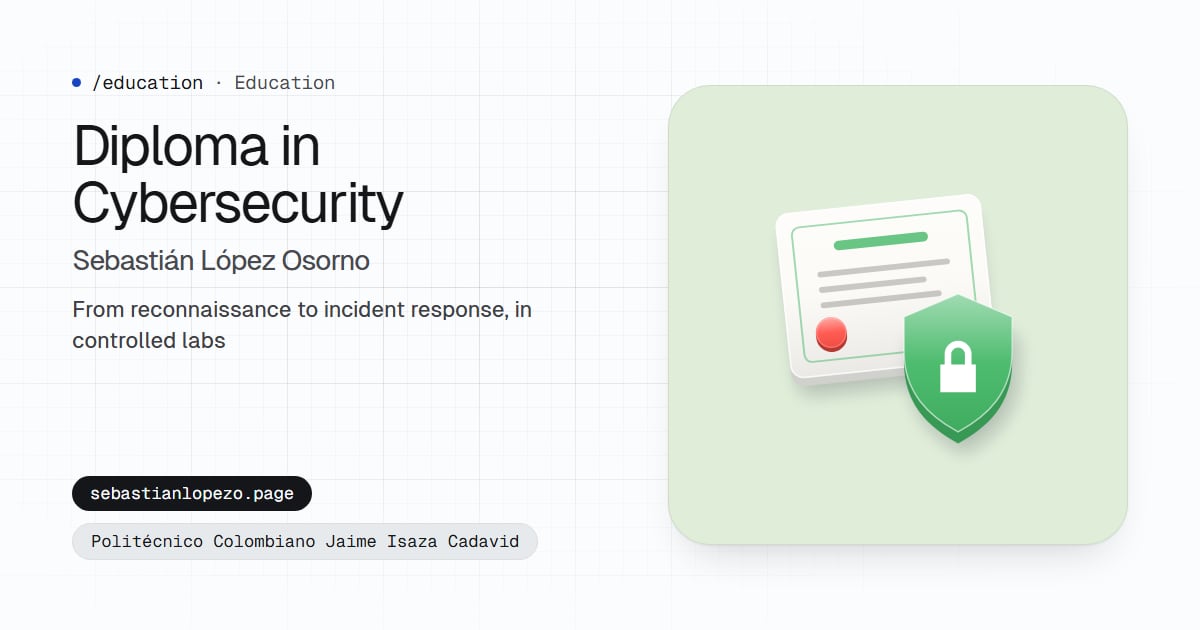 /education · Education
Diploma in
Cybersecurity
Sebastián López Osorno
From reconnaissance to incident response, in
controlled labs
sebastianlopezo.page
Politécnico Colombiano Jaime Isaza Cadavid